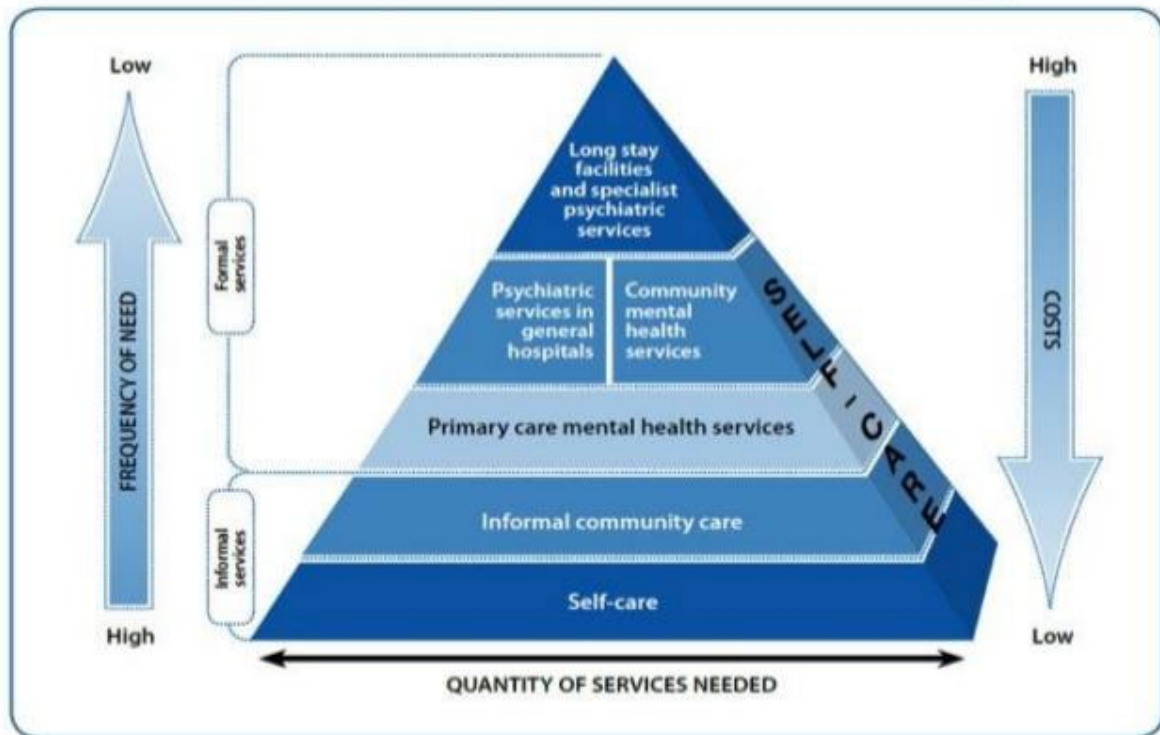 Low
High
Long stay
facilities
and specialist
psychiatric
services
Formal
services
FREQUENCY OF NEED
Psychiatric
services in
general
hospitals
Community
mental
health
services
SELF-CARE
COSTS
Primary care mental health services
Informal
services
Informal community care
Self-care
High
Low
QUANTITY OF SERVICES NEEDED